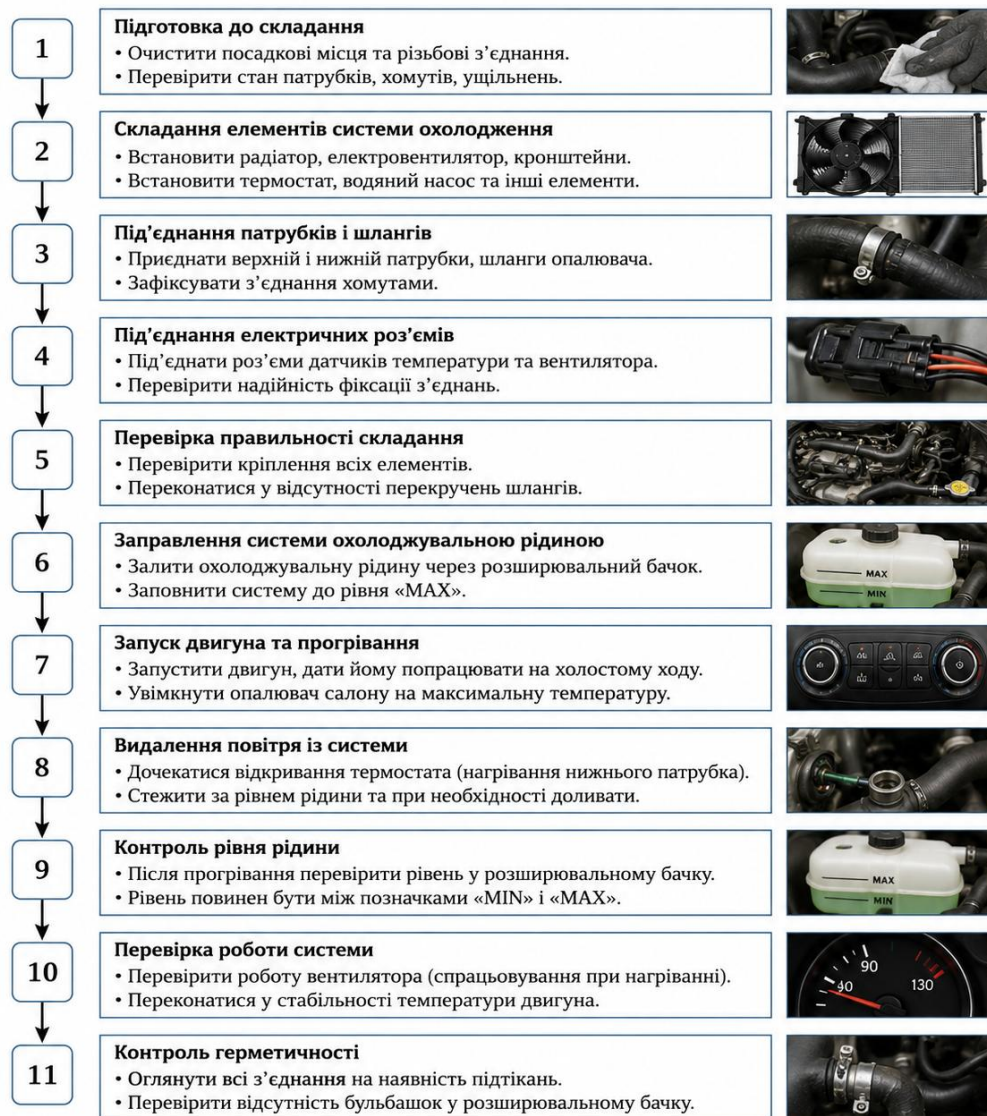 1
Підготовка до складання
• Очистити посадкові місця та різьбові з’єднання.
• Перевірити стан патрубків, хомутів, ущільнень.
2
Складання елементів системи охолодження
• Встановити радіатор, електровентилятор, кронштейни.
• Встановити термостат, водяний насос та інші елементи.
3
Під’єднання патрубків і шлангів
• Приєднати верхній і нижній патрубки, шланги опалювача.
• Зафіксувати з’єднання хомутами.
4
Під’єднання електричних роз’ємів
• Під’єднати роз’єми датчиків температури та вентилятора.
• Перевірити надійність фіксації з’єднань.
5
Перевірка правильності складання
• Перевірити кріплення всіх елементів.
• Переконатися у відсутності перекручень шлангів.
6
Заправлення системи охолоджувальною рідиною
• Залити охолоджувальну рідину через розширювальний бачок.
• Заповнити систему до рівня «MAX».
MAX
MIN
7
Запуск двигуна та прогрівання
• Запустити двигун, дати йому попрацювати на холостому ходу.
• Увімкнути опалювач салону на максимальну температуру.
8
Видалення повітря із системи
• Дочекатися відкривання термостата (нагрівання нижнього патрубка).
• Стежити за рівнем рідини та при необхідності доливати.
9
Контроль рівня рідини
• Після прогрівання перевірити рівень у розширювальному бачку.
• Рівень повинен бути між позначками «MIN» і «MAX».
MAX
MIN
10
Перевірка роботи системи
• Перевірити роботу вентилятора (спрацьовування при нагріванні).
• Переконатися у стабільності температури двигуна.
90
40
130
11
Контроль герметичності
• Оглянути всі з’єднання на наявність підтікань.
• Перевірити відсутність бульбашок у розширювальному бачку.